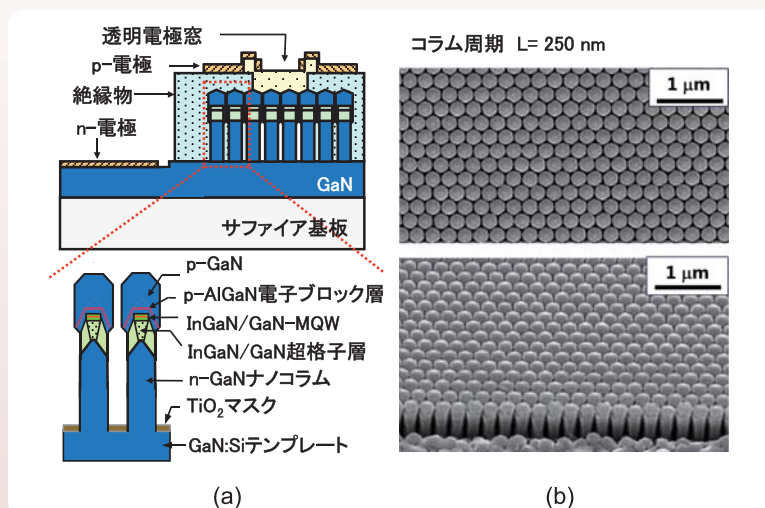 透明電極窓
p-電極
絶縁物
n-電極
GaN
サファイア基板
p-GaN
p-AlGaN電子ブロック層
InGaN/GaN-MQW
InGaN/GaN超格子層
n-GaNナノコラム
TiO₂マスク
GaN:Siテンプレート
(a)
コラム周期 L= 250 nm
1 μm
1 μm
(b)